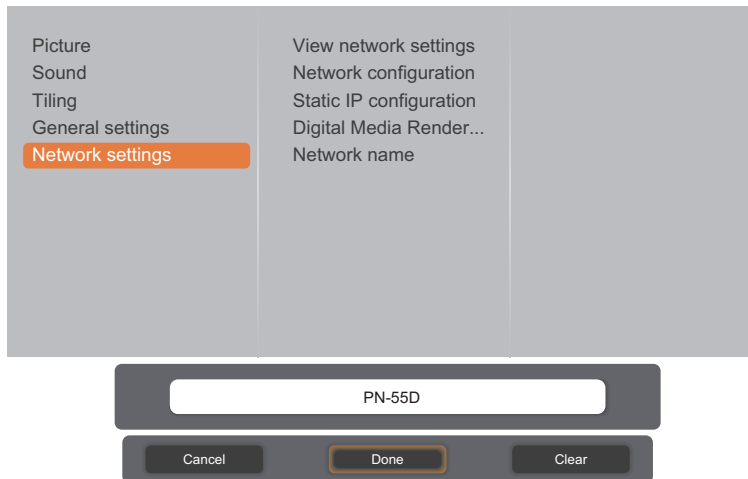 Picture
Sound
Tiling
General settings
Network settings
View network settings
Network configuration
Static IP configuration
Digital Media Render...
Network name
PN-55D
Cancel
Done
Clear